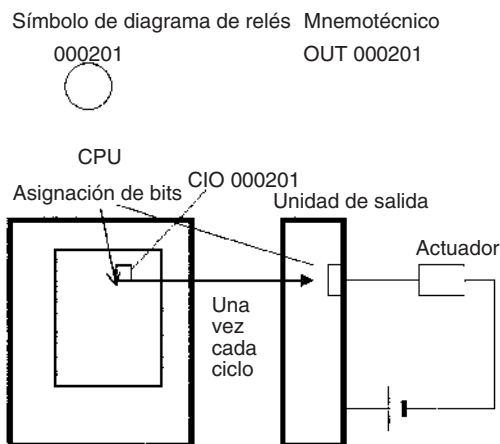 Símbolo de diagrama de relés Mnemotécnico
000201 OUT 000201
CPU
Asignación de bits CIO 000201
Unidad de salida
Actuador
Una
vez
cada
ciclo